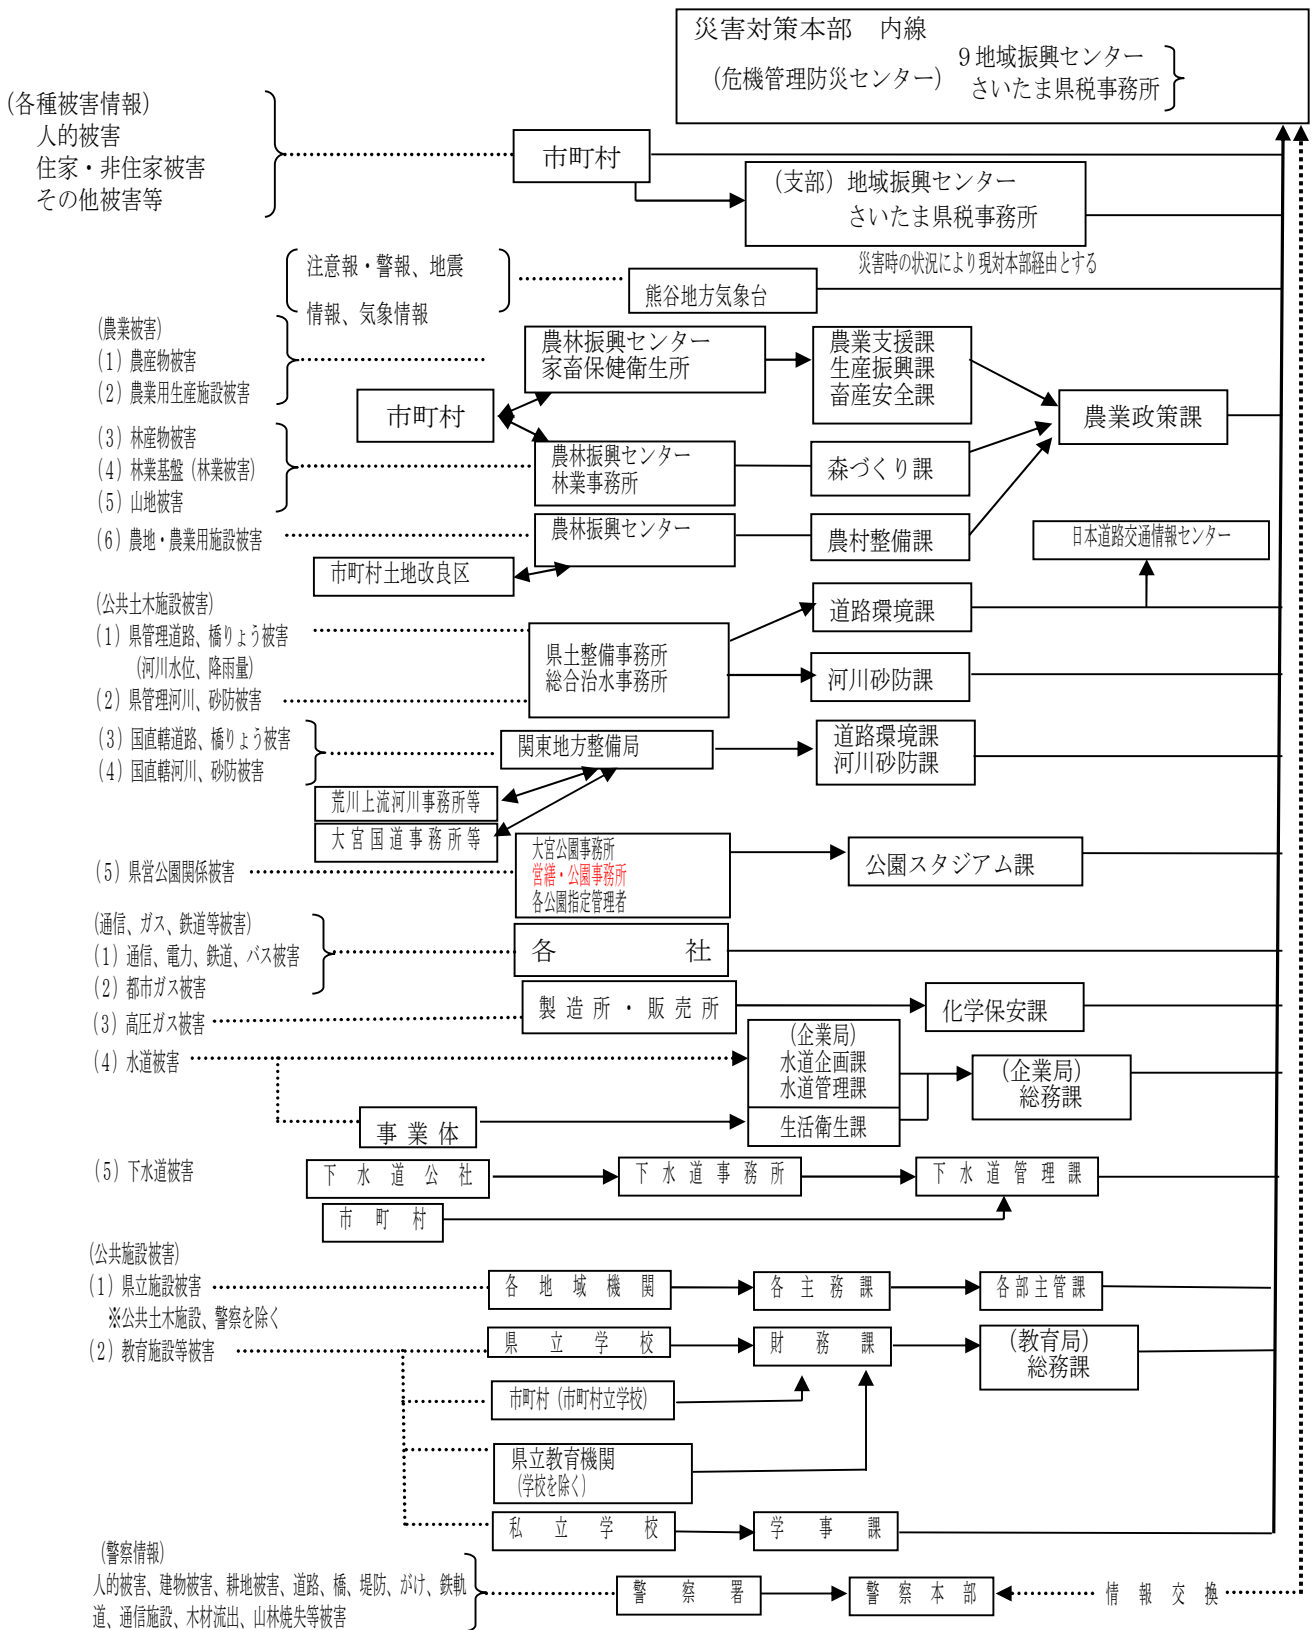 災害対策本部　内線
(危機管理防災センター)
9地域振興センター
さいたま県税事務所
(各種被害情報)
人的被害
住家・非住家被害
その他被害等
市町村
(支部) 地域振興センター
さいたま県税事務所
災害時の状況により現対本部経由とする
注意報・警報、地震
情報、気象情報
熊谷地方気象台
(農業被害)
(1) 農産物被害
(2) 農業用生産施設被害
農林振興センター
家畜保健衛生所
農業支援課
生産振興課
畜産安全課
市町村
農業政策課
(3) 林産物被害
(4) 林業基盤 (林業被害)
(5) 山地被害
農林振興センター
林業事務所
森づくり課
(6) 農地・農業用施設被害
農林振興センター
農村整備課
日本道路交通情報センター
市町村土地改良区
(公共土木施設被害)
(1) 県管理道路、橋りょう被害
(河川水位、降雨量)
(2) 県管理河川、砂防被害
県土整備事務所
総合治水事務所
道路環境課
河川砂防課
(3) 国直轄道路、橋りょう被害
(4) 国直轄河川、砂防被害
関東地方整備局
道路環境課
河川砂防課
荒川上流河川事務所等
大宮国道事務所等
(5) 県営公園関係被害
大宮公園事務所
営繕・公園事務所
各公園指定管理者
公園スタジアム課
(通信、ガス、鉄道等被害)
(1) 通信、電力、鉄道、バス被害
(2) 都市ガス被害
各　　　社
(3) 高圧ガス被害
製造所・販売所
化学保安課
(4) 水道被害
(企業局)
水道企画課
水道管理課
生活衛生課
(企業局)
総務課
事業体
(5) 下水道被害
下水道公社
下水道事務所
下水道管理課
市町村
(公共施設被害)
(1) 県立施設被害
※公共土木施設、警察を除く
各地域機関
各主務課
各部主管課
(2) 教育施設等被害
県立学校
財務課
(教育局)
総務課
市町村 (市町村立学校)
県立教育機関
(学校を除く)
私立学校
学事課
(警察情報)
人的被害、建物被害、耕地被害、道路、橋、堤防、がけ、鉄軌
道、通信施設、木材流出、山林焼失等被害
警察署
警察本部
情報交換